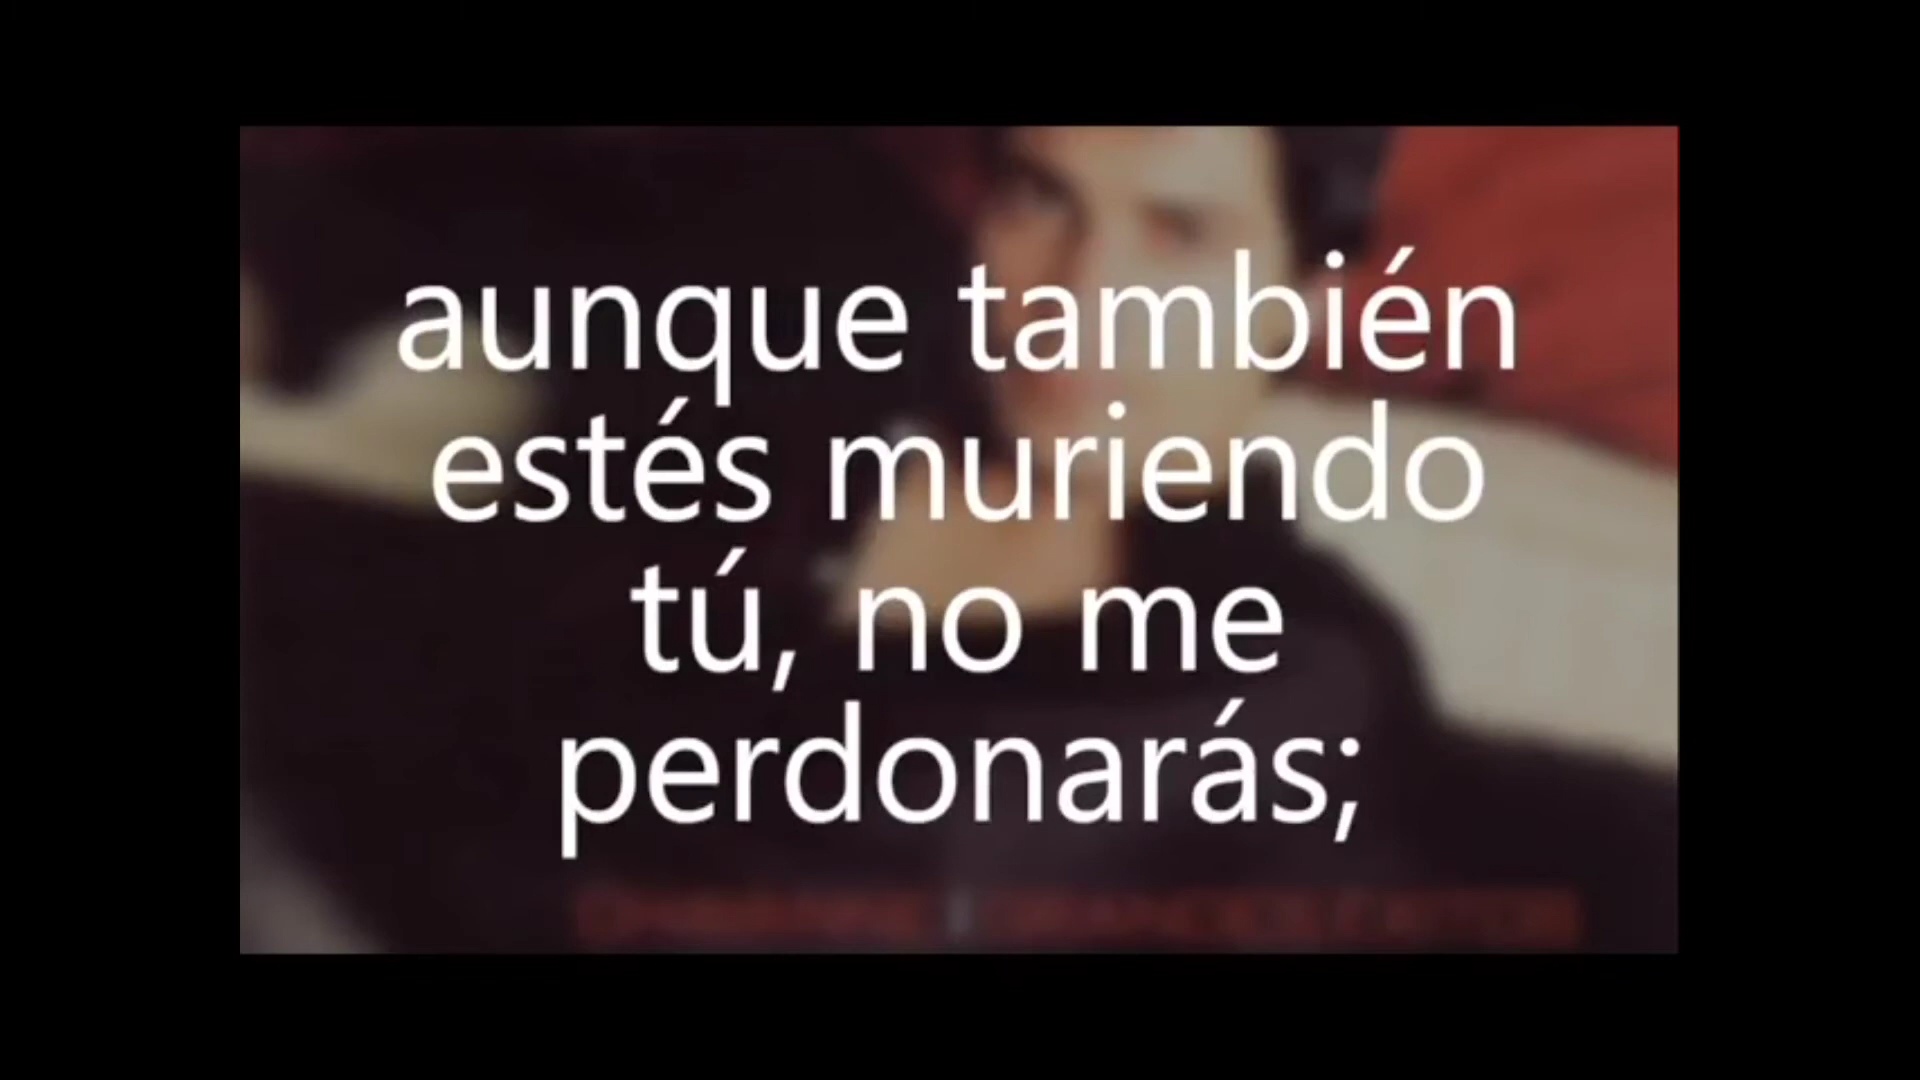 aunque también
estés muriendo
tú, no me
perdonarás;